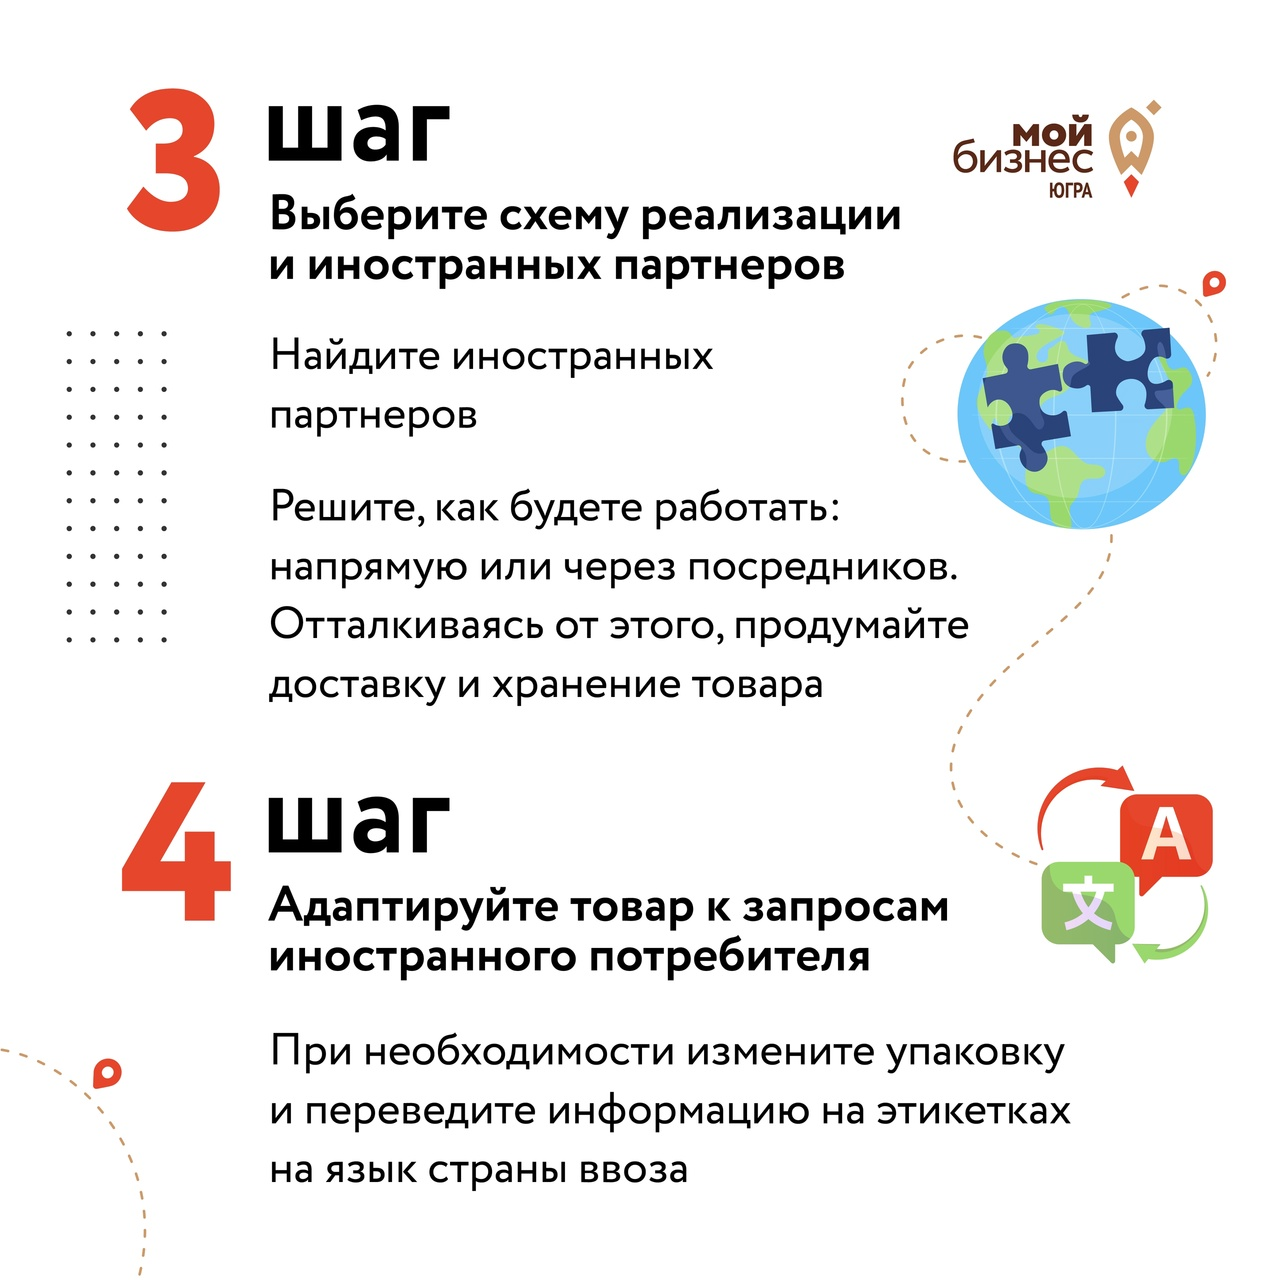 3 шаг
мой
бизнес
ЮГРА
Выберите схему реализации
и иностранных партнеров
Найдите иностранных
партнеров
Решите, как будете работать:
напрямую или через посредников.
Отталкиваясь от этого, продумайте
доставку и хранение товара
4 шаг
A
文
Адаптируйте товар к запросам
иностранного потребителя
При необходимости измените упаковку
и переведите информацию на этикетках
на язык страны ввоза